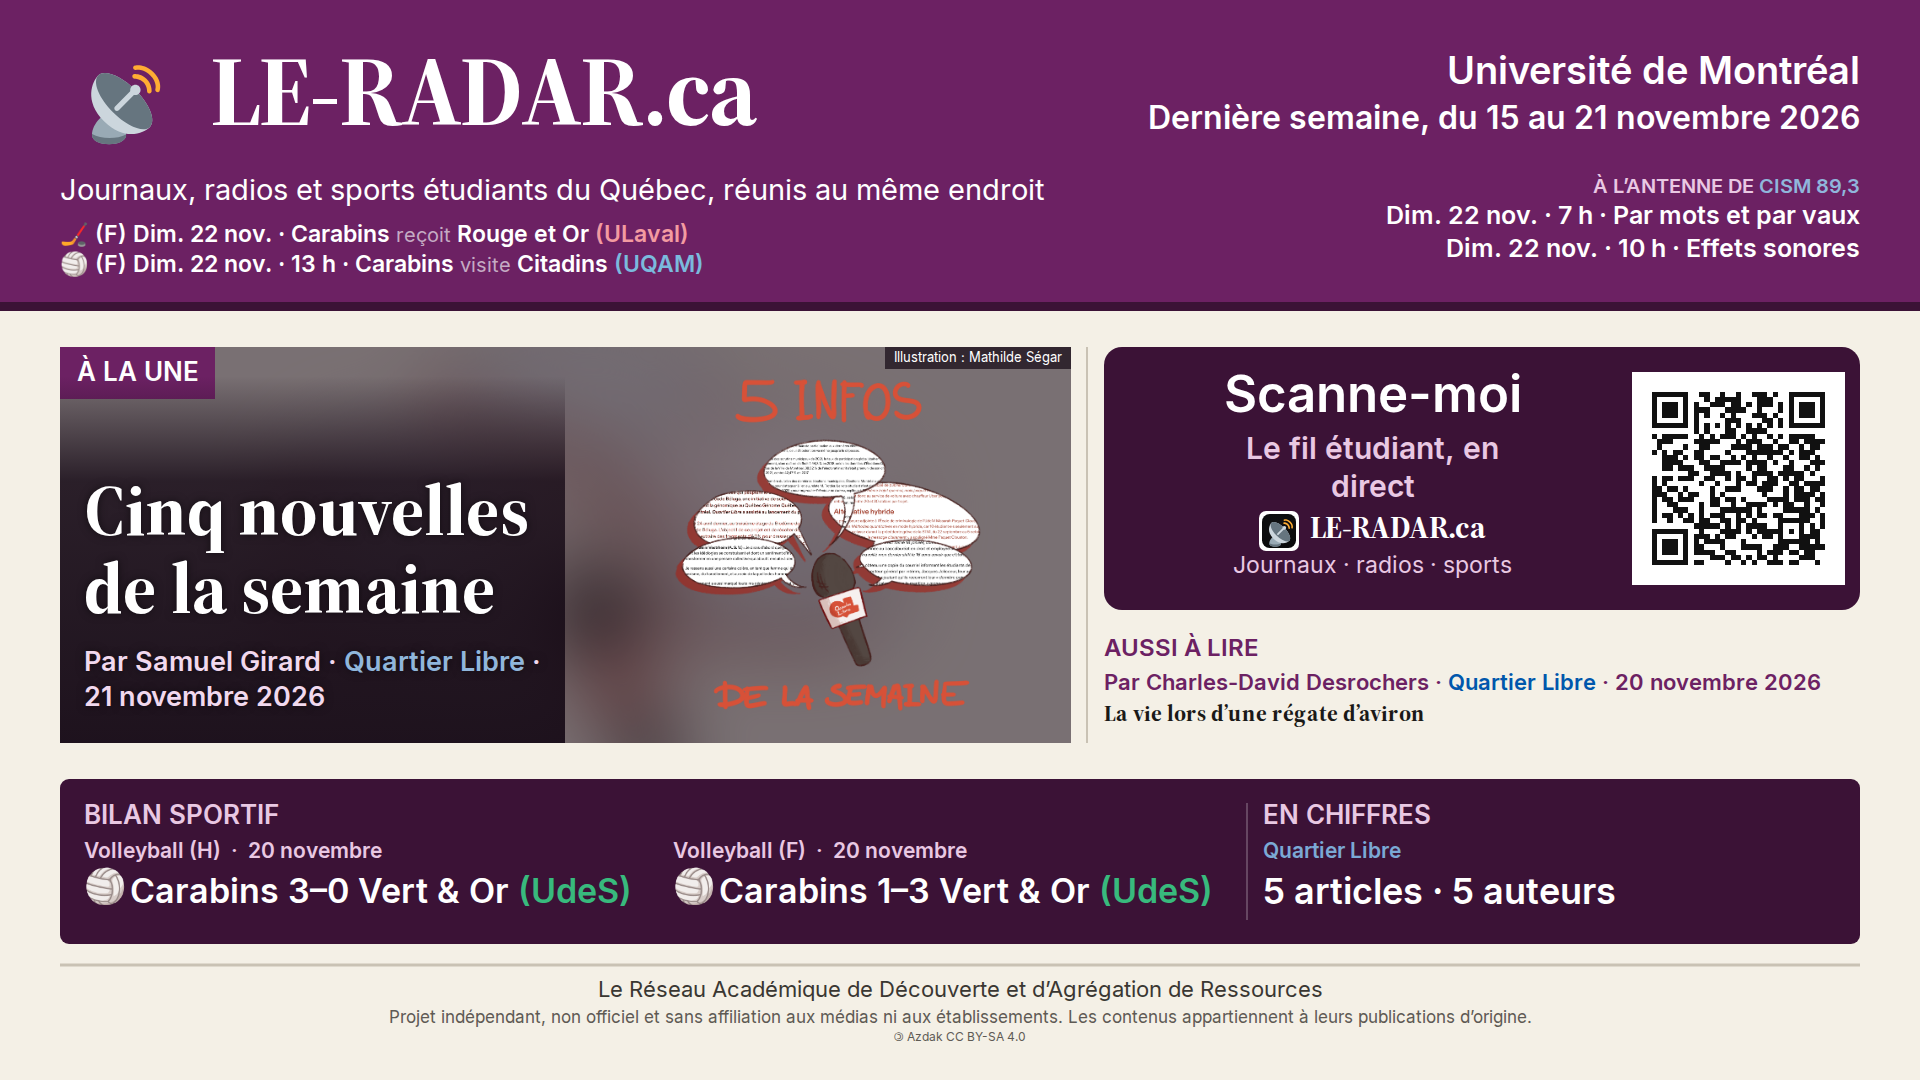 LE-RADAR.ca
Journaux, radios et sports étudiants du Québec, réunis au même endroit
(F) Dim. 22 nov. · Carabins reçoit Rouge et Or (ULaval)
(F) Dim. 22 nov. · 13 h · Carabins visite Citadins (UQAM)
Université de Montréal
Dernière semaine, du 15 au 21 novembre 2026
À L’ANTENNE DE CISM 89,3
Dim. 22 nov. · 7 h · Par mots et par vaux
Dim. 22 nov. · 10 h · Effets sonores
À LA UNE
Illustration : Mathilde Ségar
5 INFOS
DE LA SEMAINE
Cinq nouvelles
de la semaine
Par Samuel Girard · Quartier Libre ·
21 novembre 2026
Scanne-moi
Le fil étudiant, en
direct
LE-RADAR.ca
Journaux · radios · sports
AUSSI À LIRE
Par Charles-David Desrochers · Quartier Libre · 20 novembre 2026
La vie lors d’une régate d’aviron
BILAN SPORTIF
Volleyball (H) · 20 novembre
Carabins 3–0 Vert & Or (UdeS)
Volleyball (F) · 20 novembre
Carabins 1–3 Vert & Or (UdeS)
EN CHIFFRES
Quartier Libre
5 articles · 5 auteurs
Le Réseau Académique de Découverte et d’Agrégation de Ressources
Projet indépendant, non officiel et sans affiliation aux médias ni aux établissements. Les contenus appartiennent à leurs publications d’origine.
🄯 Azdak CC BY-SA 4.0